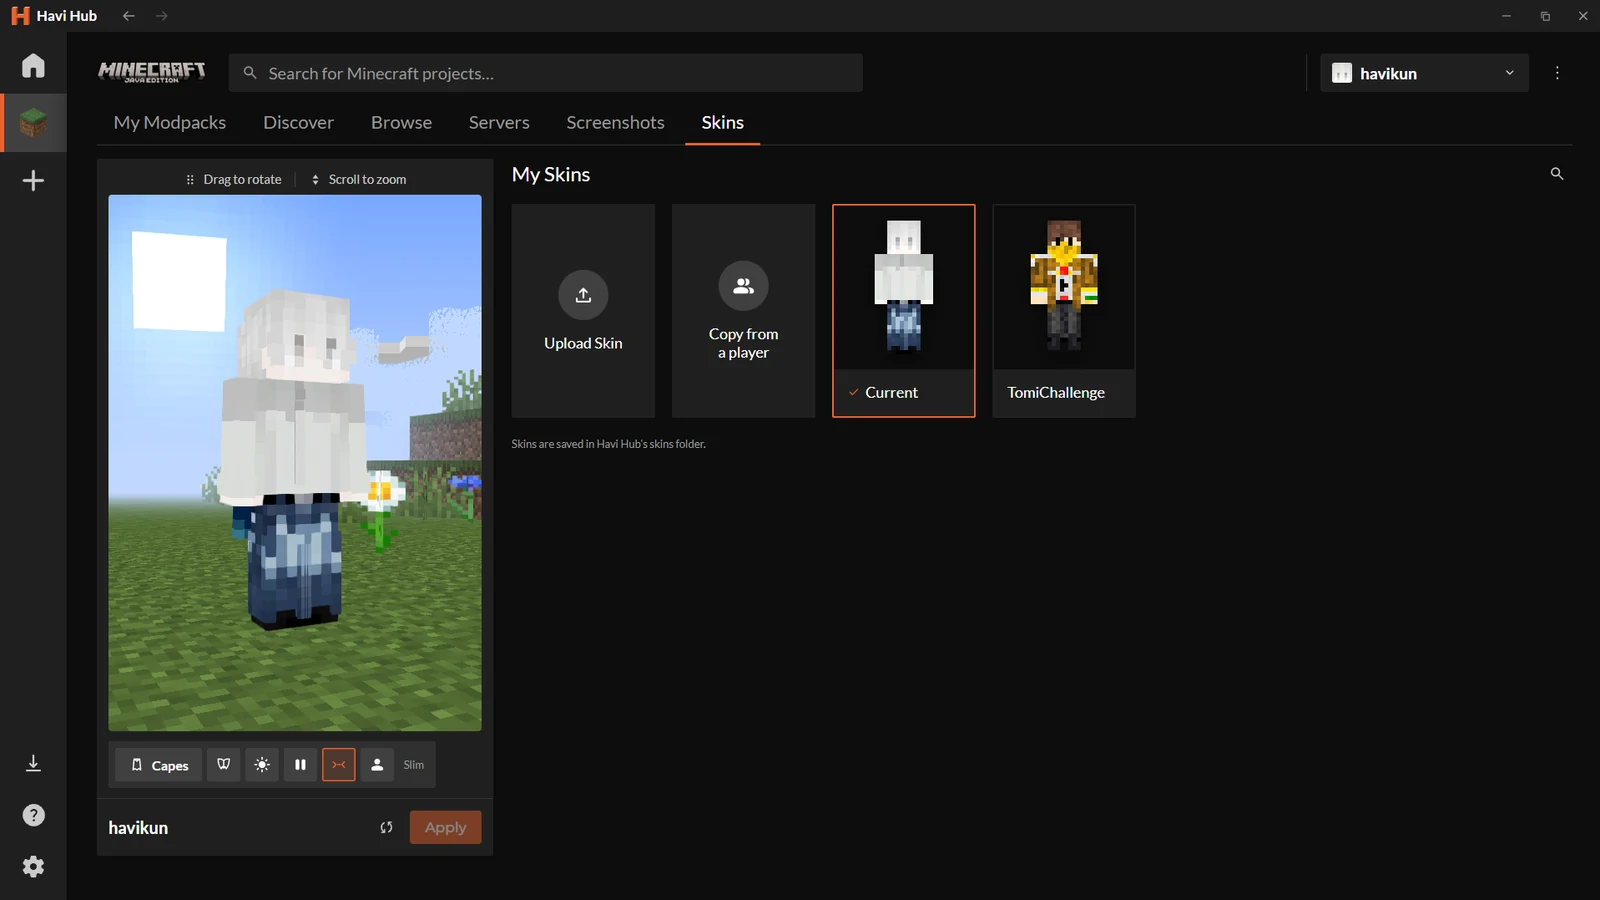 Havi Hub
MINECRAFT
JAVA EDITION
Search for Minecraft projects...
havikun
My Modpacks
Discover
Browse
Servers
Screenshots
Skins
Drag to rotate
Scroll to zoom
My Skins
Upload Skin
Copy from
a player
Current
TomiChallenge
Skins are saved in Havi Hub's skins folder.
Capes
Slim
havikun
Apply